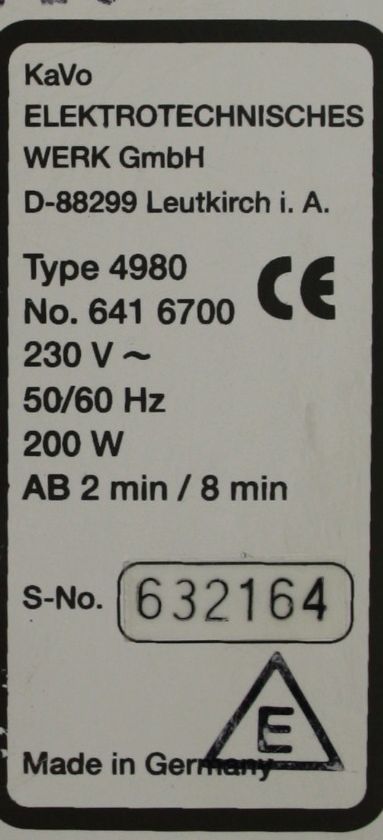 KaVo
ELEKTROTECHNISCHES
WERK GmbH
D-88299 Leutkirch i. A.
Type 4980
CE
No. 641 6700
230 V ~
50/60 Hz
200 W
AB 2 min / 8 min
S-No. 632164
E
Made in Germany